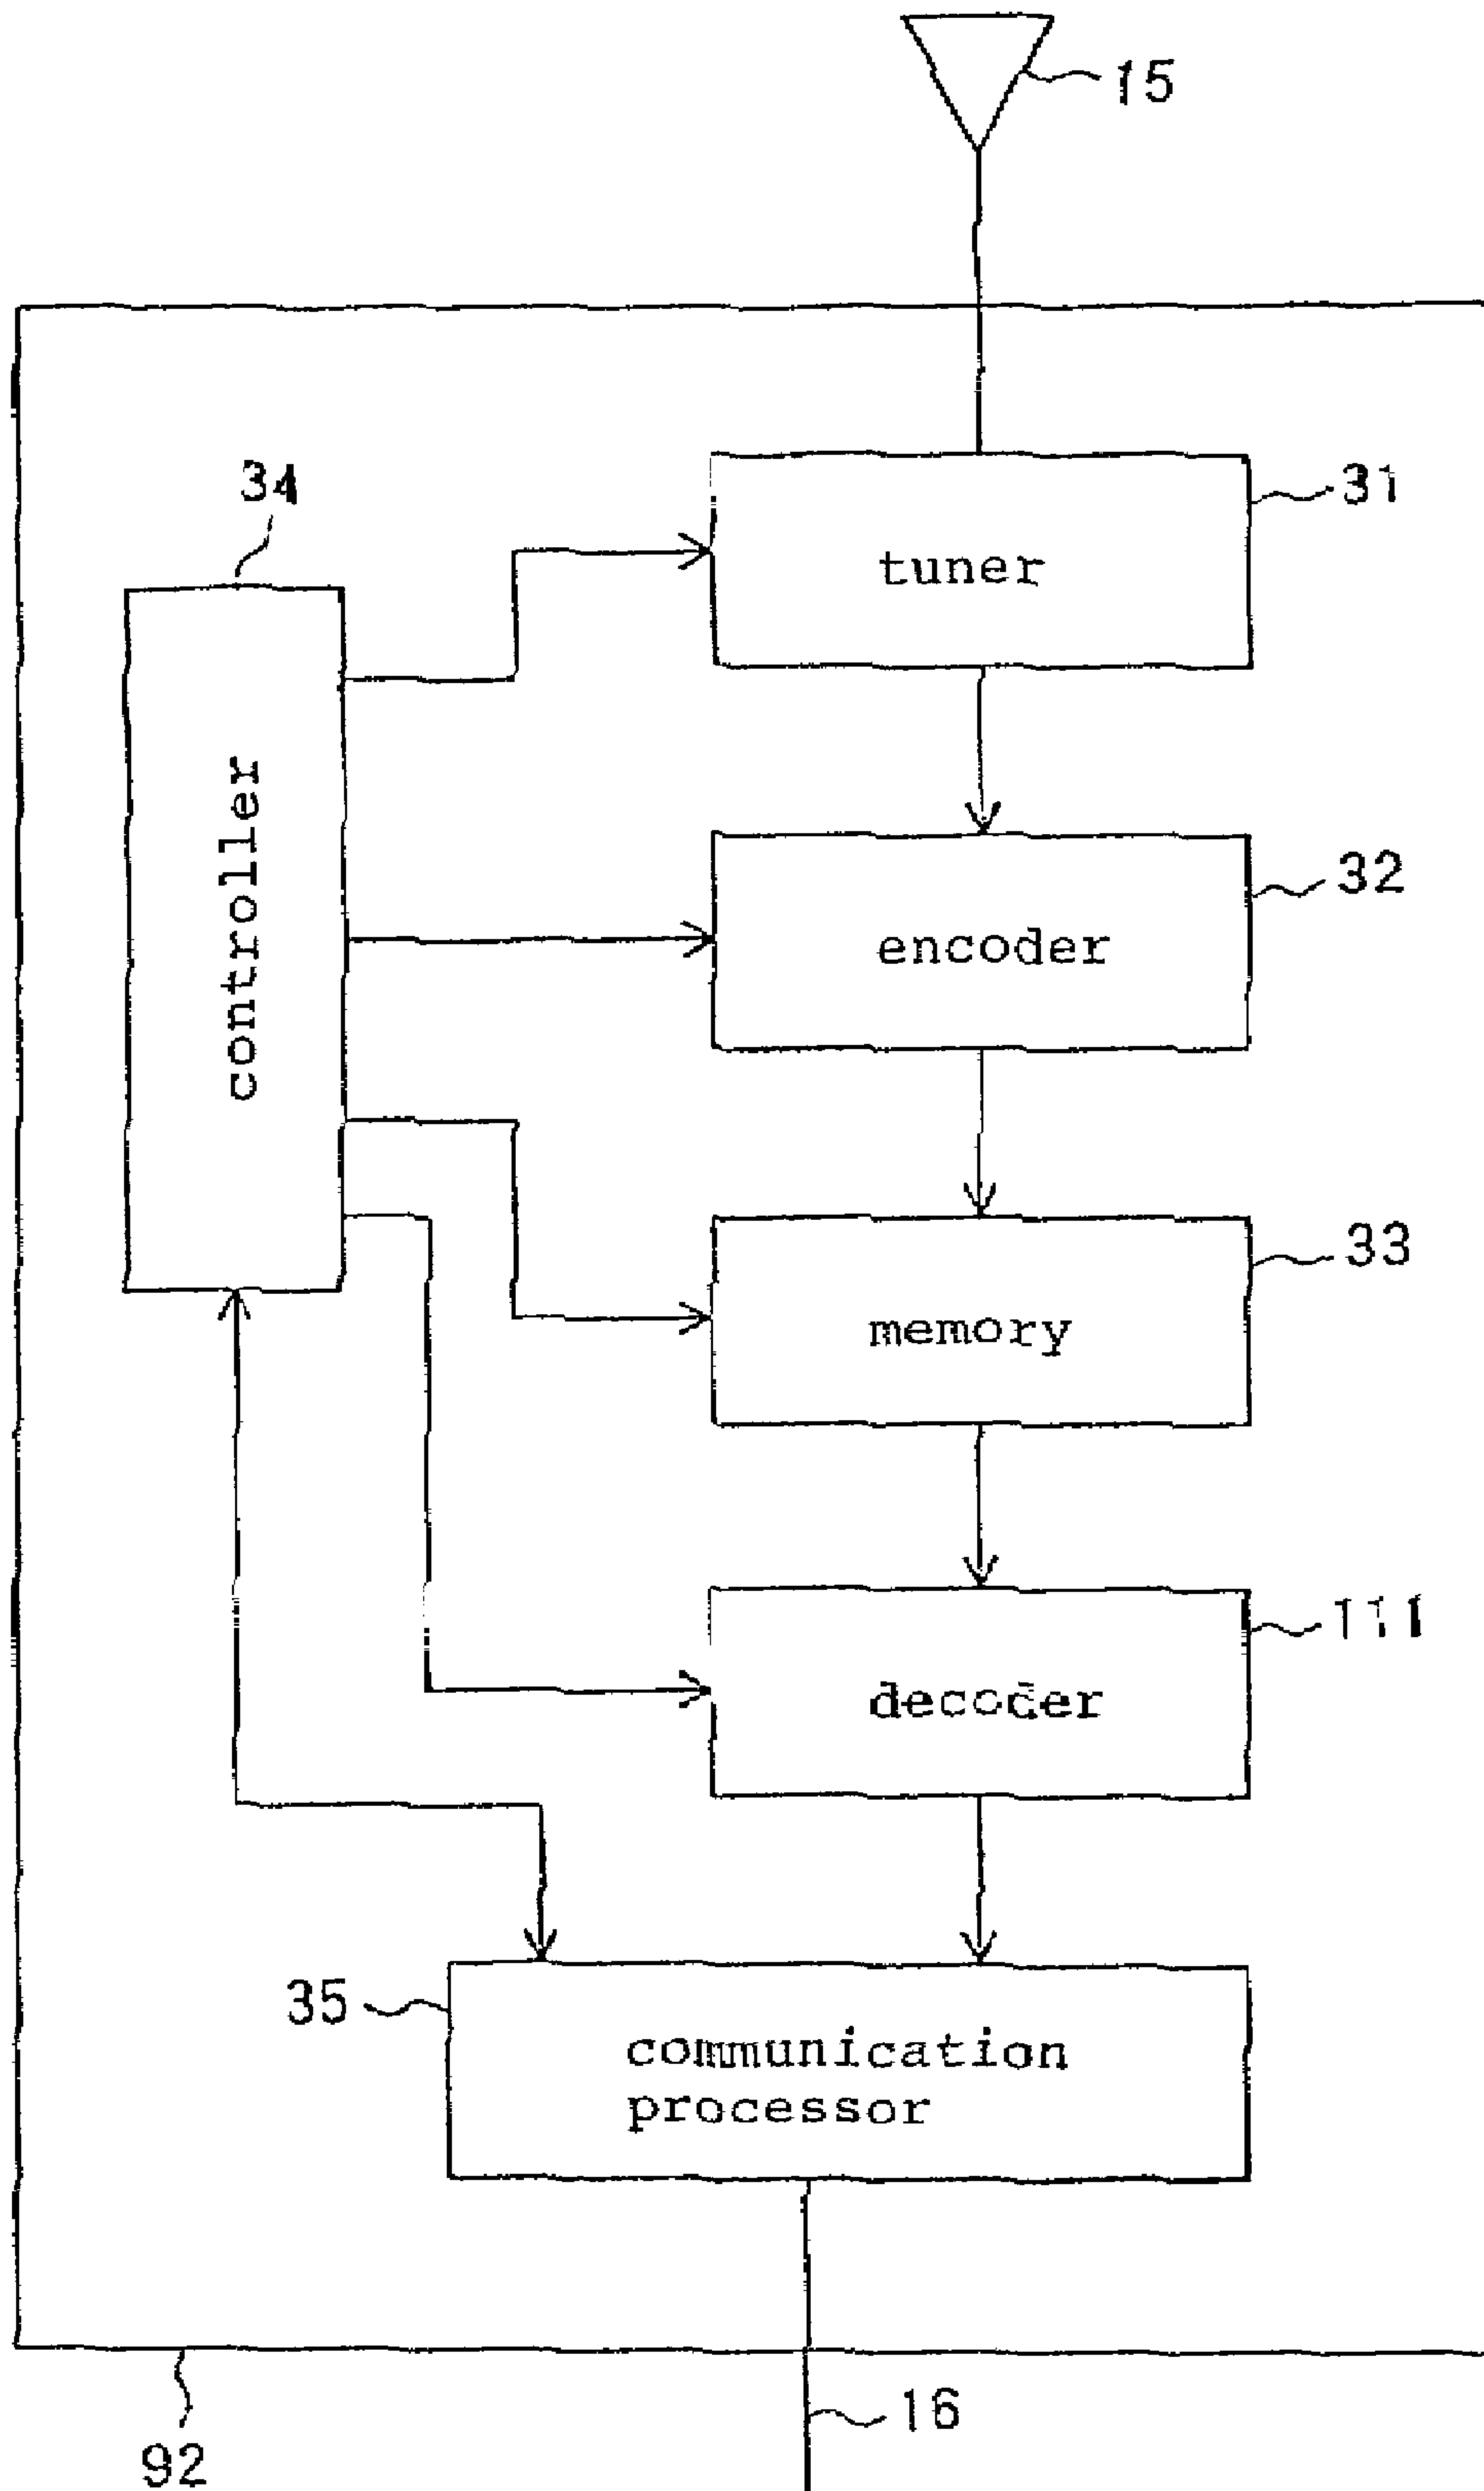 15
31
tuner
34
controller
32
encoder
33
memory
111
decoder
35
communication
processor
16
92